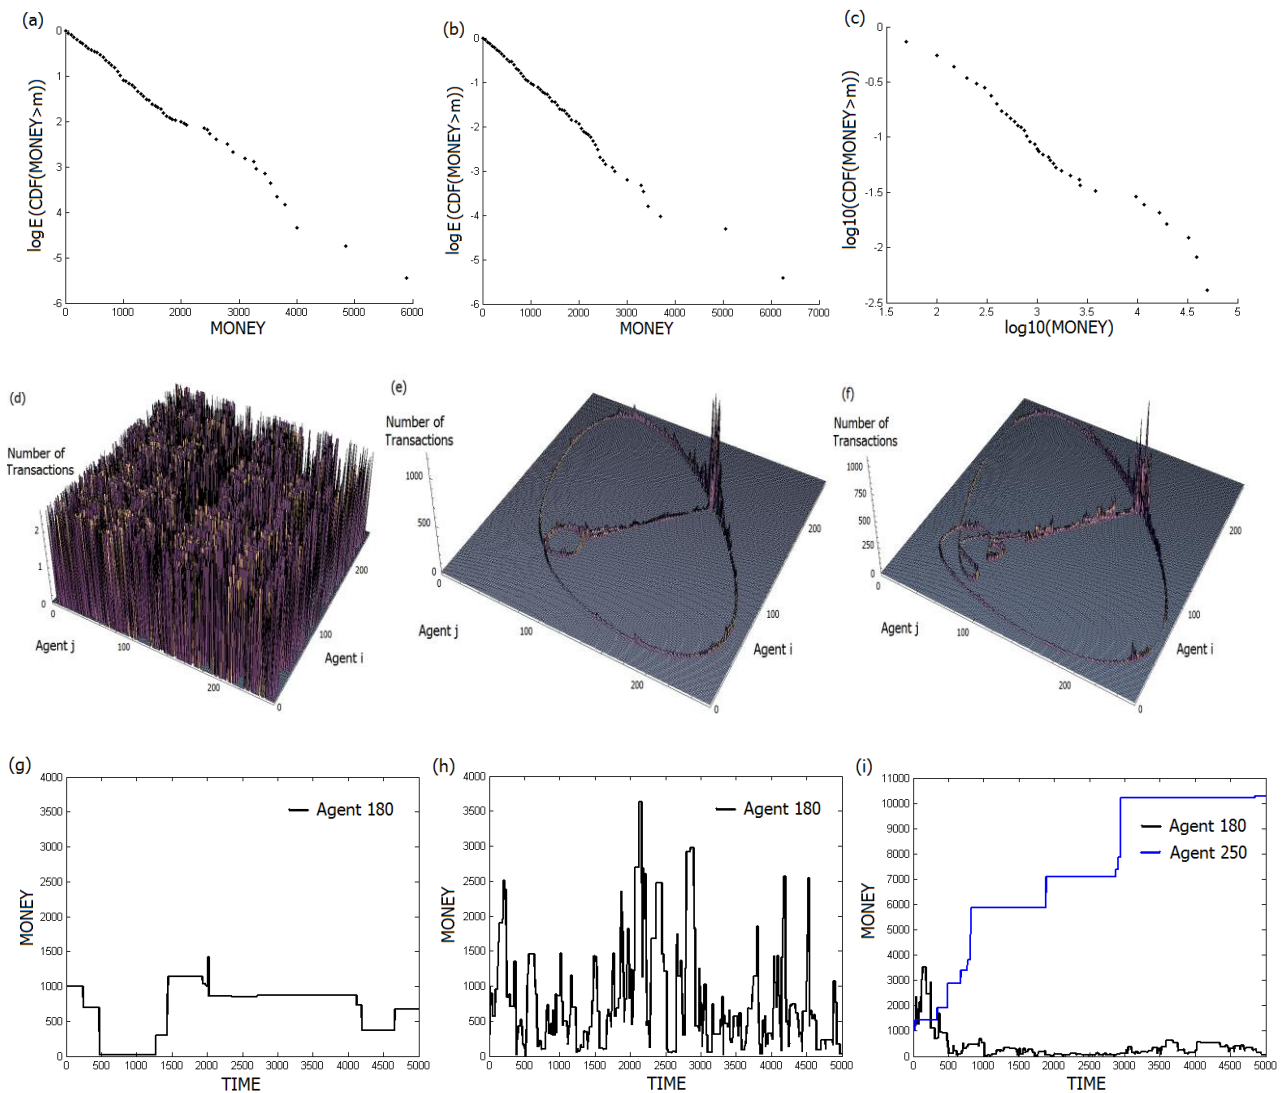 (a)
logE(CDF(MONEY>m))
0
1
2
3
-4
-5
-6
0 1000 2000 3000 4000 5000 6000
MONEY
(b)
logE(CDF(MONEY>m))
0
-1
-2
-3
-4
-5
-6
0 1000 2000 3000 4000 5000 6000 7000
MONEY
(c)
log10(CDF(MONEY>m))
0
-0.5
-1
-1.5
-2
-2.5
1.5 2 2.5 3 3.5 4 4.5 5
log10(MONEY)
(d)
Number of
Transactions
2
1
0
0
100
200
Agent j
0
100
200
Agent i
(e)
Number of
Transactions
1000
500
0
0
100
200
Agent j
0
100
200
Agent i
(f)
Number of
Transactions
1000
750
500
250
0
0
100
200
Agent j
0
100
200
Agent i
(g)
MONEY
4000
3500
3000
2500
2000
1500
1000
500
0
0 500 1000 1500 2000 2500 3000 3500 4000 4500 5000
TIME
Agent 180
(h)
MONEY
4000
3500
3000
2500
2000
1500
1000
500
0
0 500 1000 1500 2000 2500 3000 3500 4000 4500 5000
TIME
Agent 180
(i)
MONEY
11000
10000
9000
8000
7000
6000
5000
4000
3000
2000
1000
0
0 500 1000 1500 2000 2500 3000 3500 4000 4500 5000
TIME
Agent 180
Agent 250